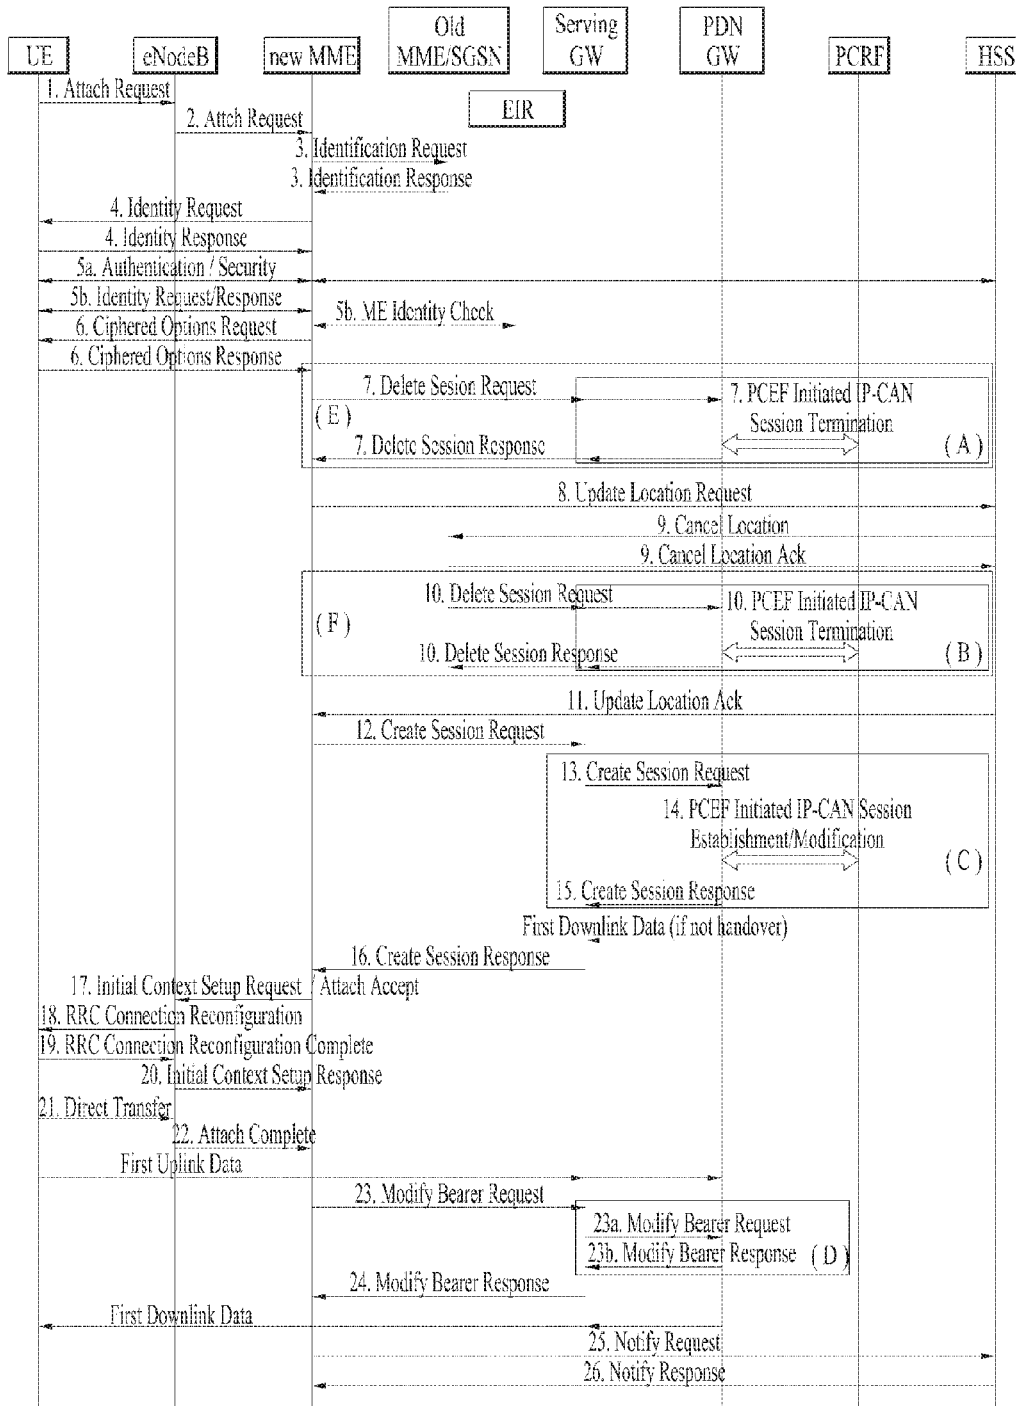 UE
eNodeB
new MME
Old
MME/SGSN
Serving
GW
PDN
GW
PCRF
HSS
EIR
1. Attach Request
2. Attch Request
3. Identification Request
3. Identification Response
4. Identity Request
4. Identity Response
5a. Authentication / Security
5b. Identity Request/Response
5b. ME Identity Check
6. Ciphered Options Request
6. Ciphered Options Response
7. Delete Sesion Request
7. PCEF Initiated IP-CAN
Session Termination
( E )
( A )
7. Delete Session Response
8. Update Location Request
9. Cancel Location
9. Cancel Location Ack
10. Delete Session Request
10. PCEF Initiated IP-CAN
Session Termination
( F )
( B )
10. Delete Session Response
11. Update Location Ack
12. Create Session Request
13. Create Session Request
14. PCEF Initiated IP-CAN Session
Establishment/Modification
( C )
15. Create Session Response
First Downlink Data (if not handover)
16. Create Session Response
17. Initial Context Setup Request / Attach Accept
18. RRC Connection Reconfiguration
19. RRC Connection Reconfiguration Complete
20. Initial Context Setup Response
21. Direct Transfer
22. Attach Complete
First Uplink Data
23. Modify Bearer Request
23a. Modify Bearer Request
23b. Modify Bearer Response
( D )
24. Modify Bearer Response
First Downlink Data
25. Notify Request
26. Notify Response